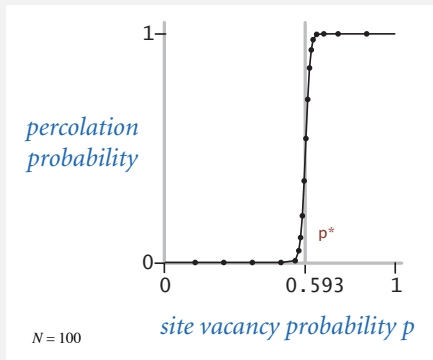 1
percolation
probability
p*
0
0 0.593 1
site vacancy probability p
N = 100